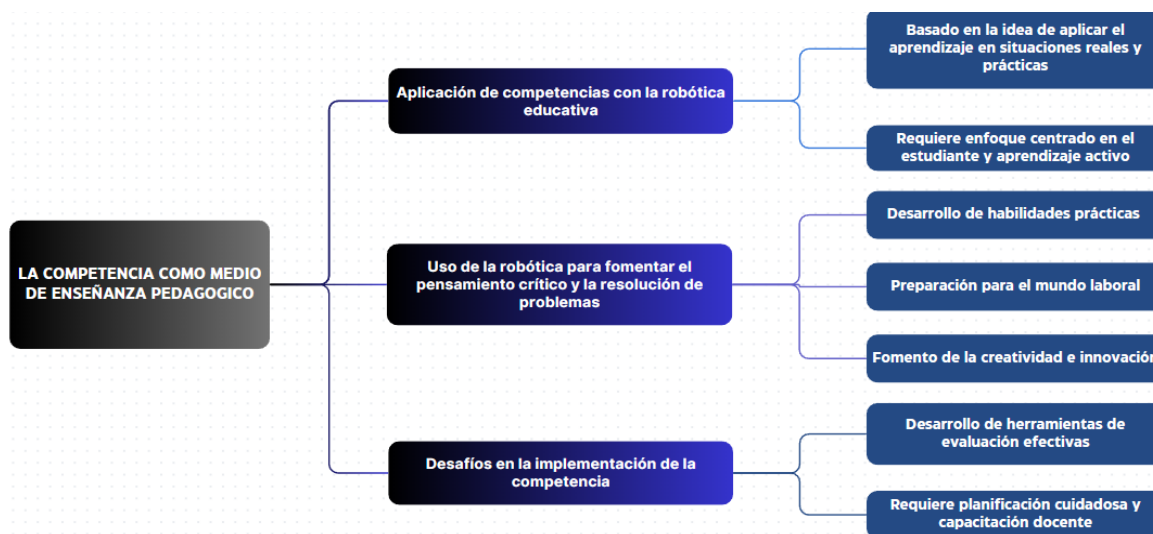 LA COMPETENCIA COMO MEDIO
DE ENSEÑANZA PEDAGOGICO
Aplicación de competencias con la robótica
educativa
Basado en la idea de aplicar el
aprendizaje en situaciones reales y
prácticas
Requiere enfoque centrado en el
estudiante y aprendizaje activo
Uso de la robótica para fomentar el
pensamiento crítico y la resolución de
problemas
Desarrollo de habilidades prácticas
Preparación para el mundo laboral
Fomento de la creatividad e innovación
Desafíos en la implementación de la
competencia
Desarrollo de herramientas de
evaluación efectivas
Requiere planificación cuidadosa y
capacitación docente